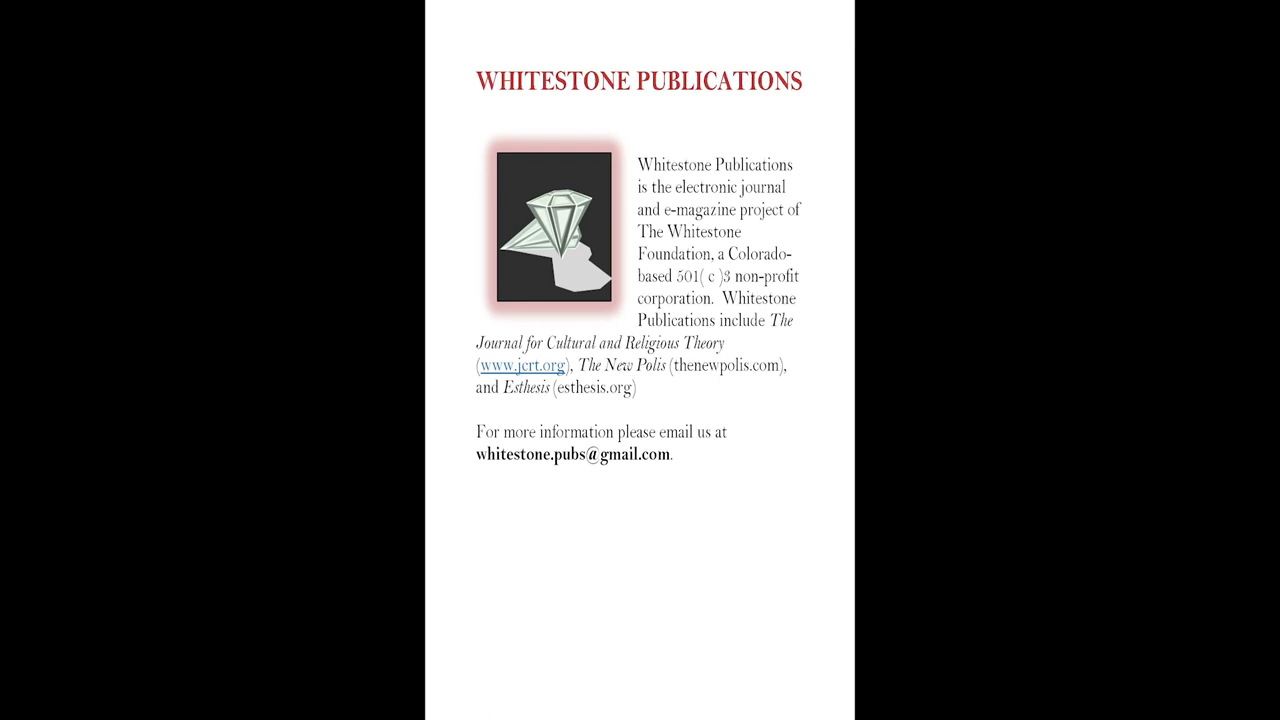 WHITESTONE PUBLICATIONS
Whitestone Publications
is the electronic journal
and e-magazine project of
The Whitestone
Foundation, a Colorado-
based 501( c )3 non-profit
corporation.  Whitestone
Publications include The
Journal for Cultural and Religious Theory
(www.jcrt.org), The New Polis (thenewpolis.com),
and Esthesis (esthesis.org)
For more information please email us at
whitestone.pubs@gmail.com.